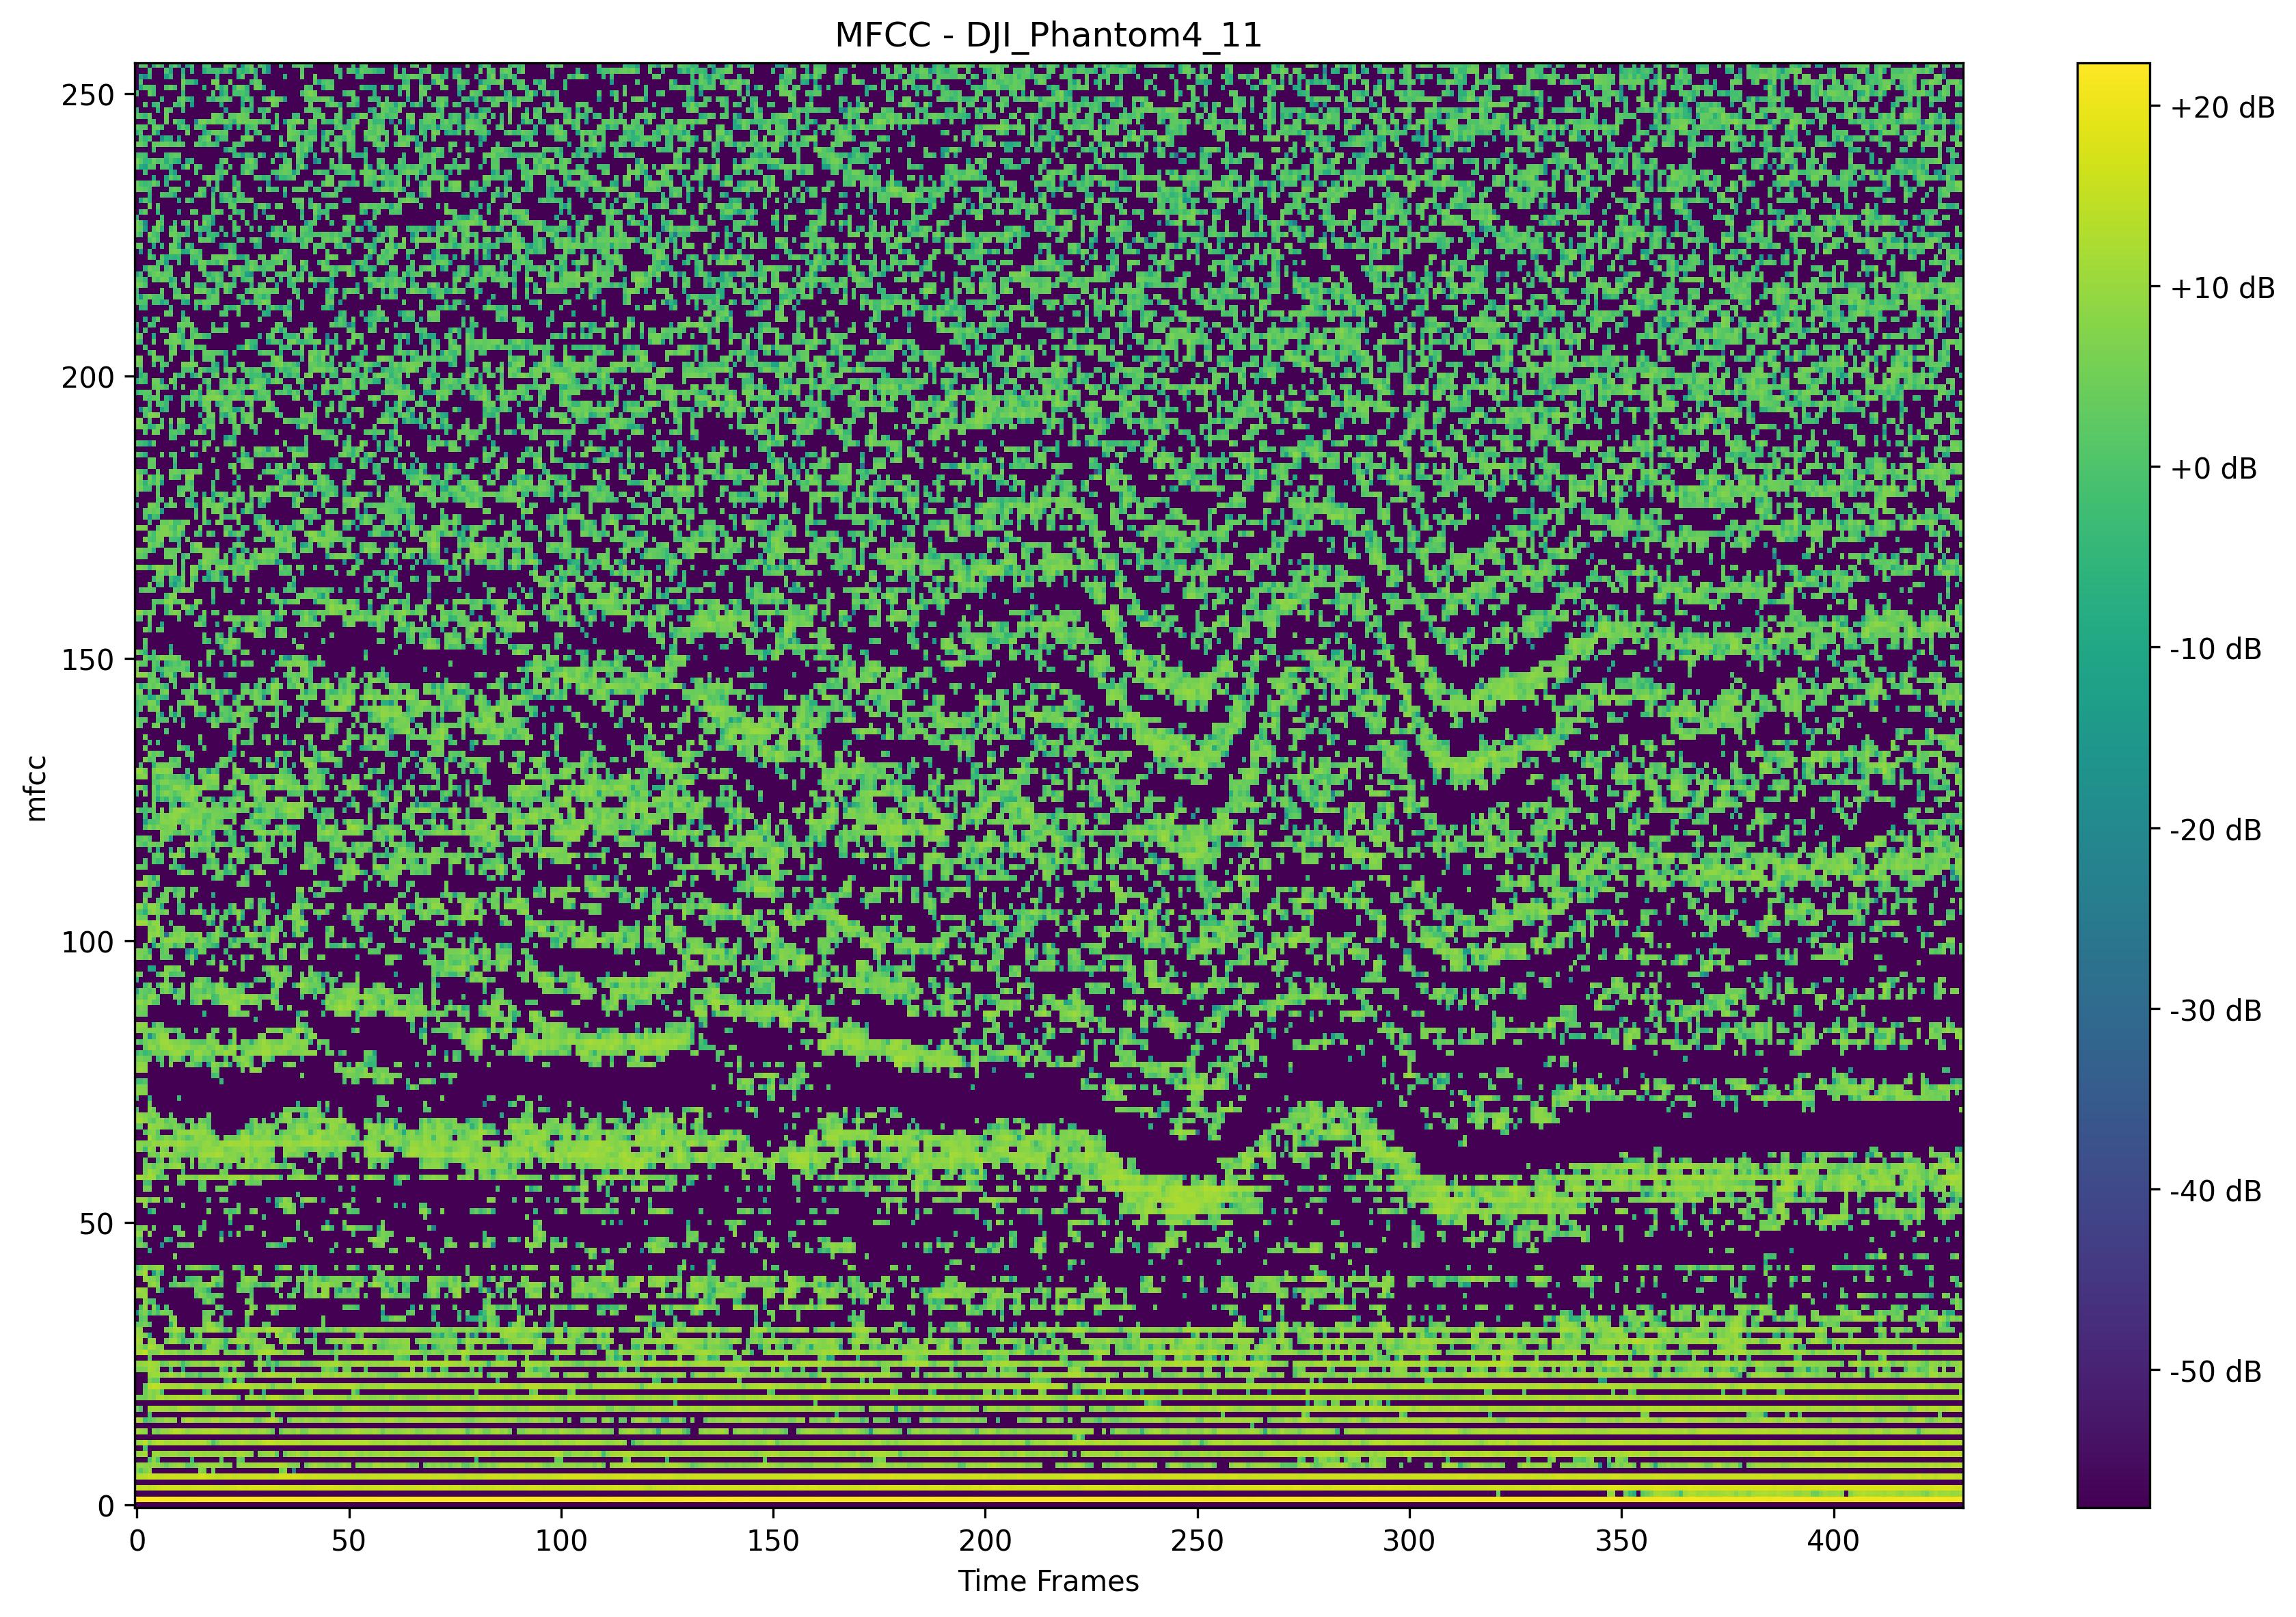 MFCC - DJI_Phantom4_11
250
200
150
100
50
0
mfcc
0 50 100 150 200 250 300 350 400
Time Frames
+20 dB
+10 dB
+0 dB
-10 dB
-20 dB
-30 dB
-40 dB
-50 dB